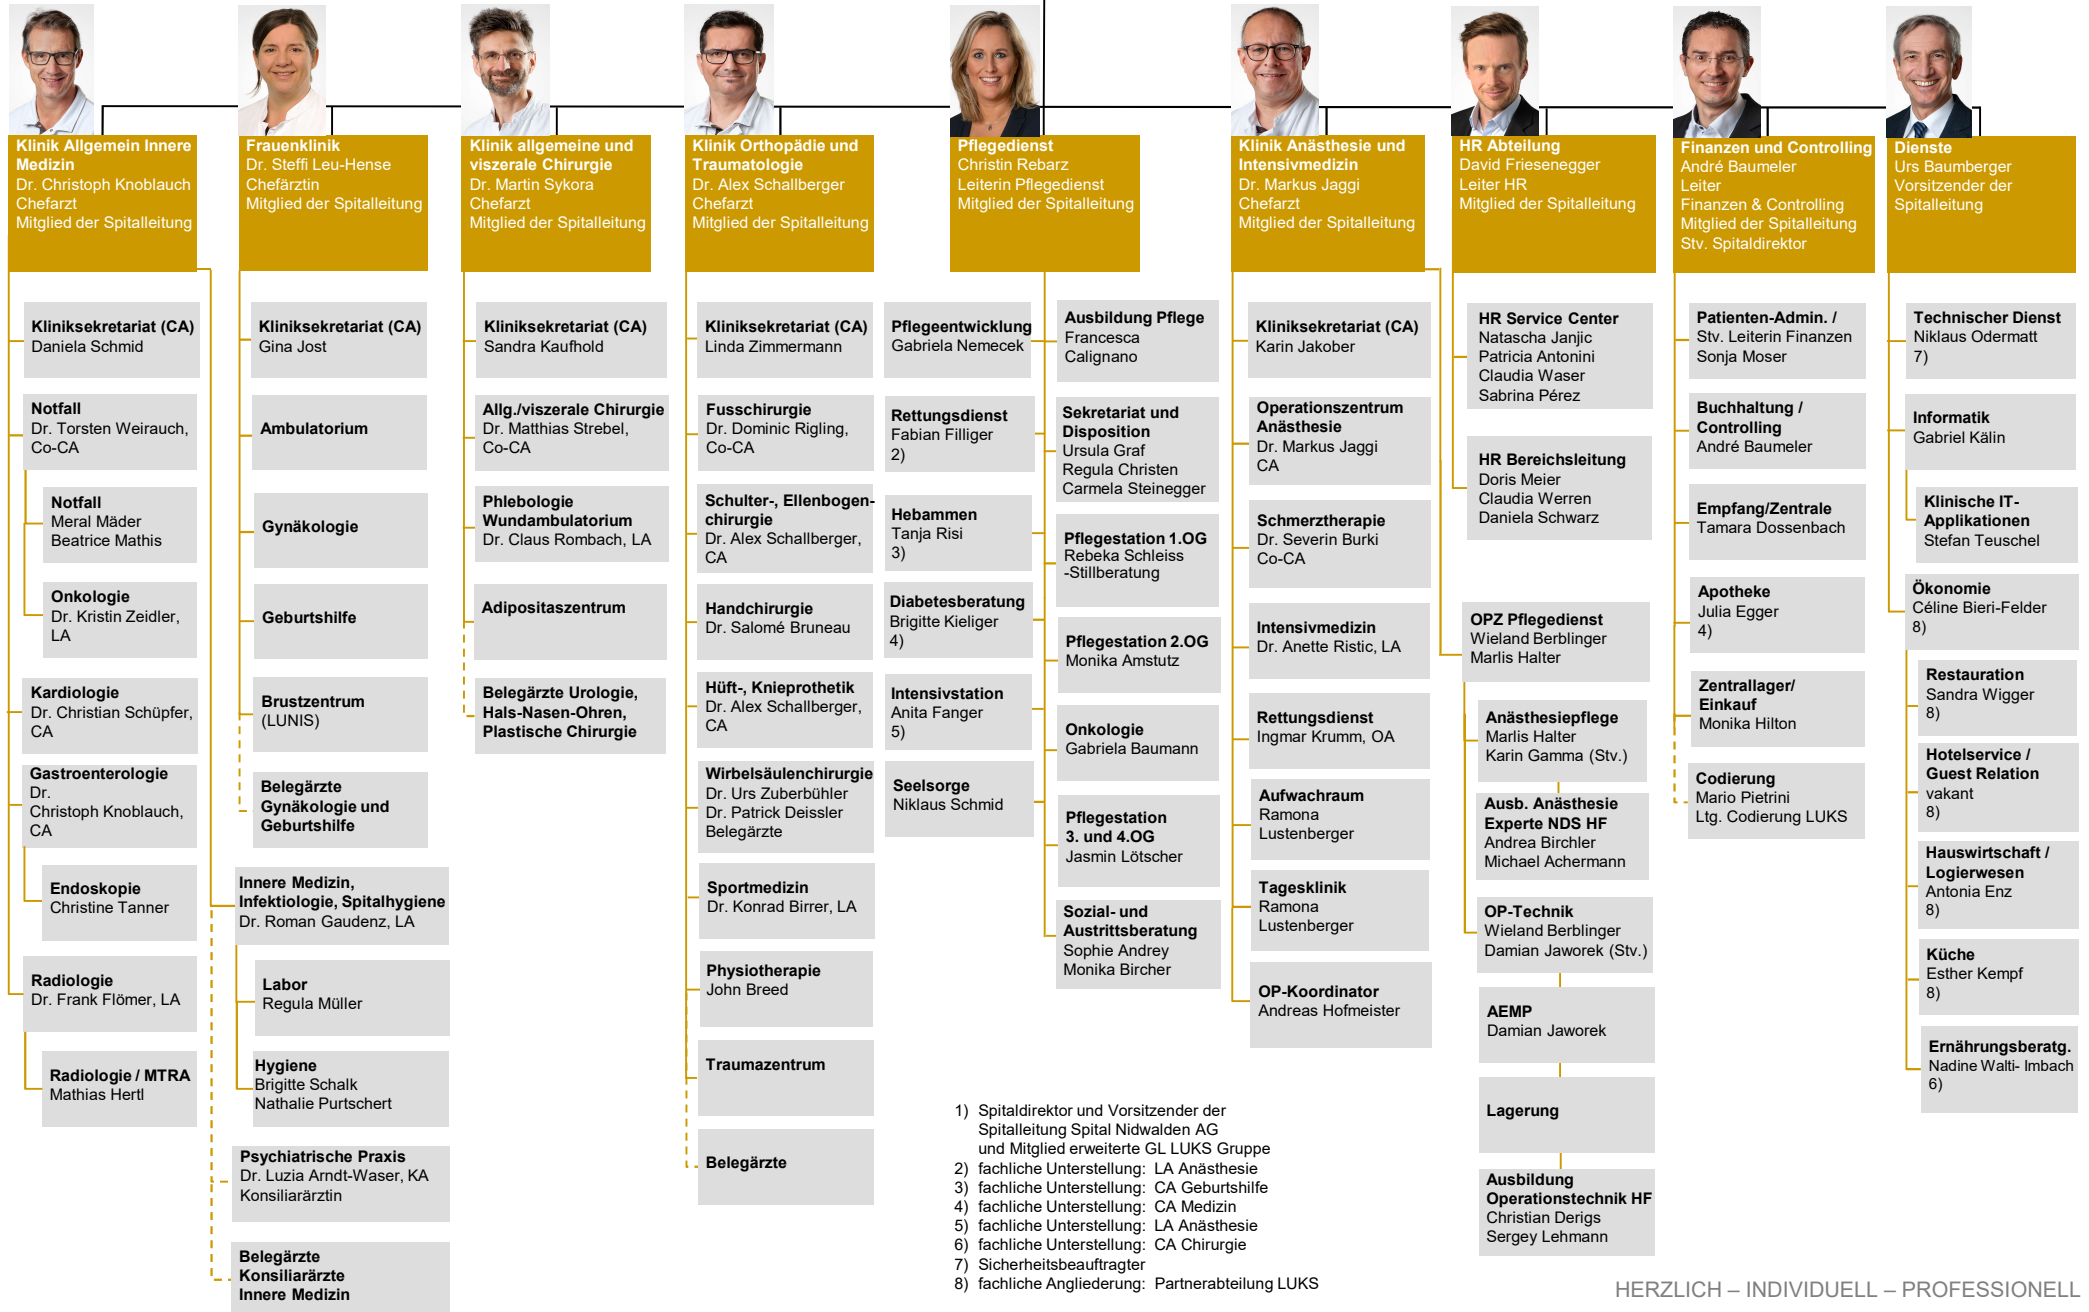 Klinik Allgemein Innere
Medizin
Dr. Christoph Knoblauch
Chefarzt
Mitglied der Spitalleitung
Kliniksekretariat (CA)
Daniela Schmid
Notfall
Dr. Torsten Weirauch,
Co-CA
Notfall
Meral Mäder
Beatrice Mathis
Onkologie
Dr. Kristin Zeidler,
LA
Kardiologie
Dr. Christian Schüpfer,
CA
Gastroenterologie
Dr.
Christoph Knoblauch,
CA
Endoskopie
Christine Tanner
Radiologie
Dr. Frank Flömer, LA
Radiologie / MTRA
Mathias Hertl
Innere Medizin,
Infektiologie, Spitalhygiene
Dr. Roman Gaudenz, LA
Labor
Regula Müller
Hygiene
Brigitte Schalk
Nathalie Purtschert
Psychiatrische Praxis
Dr. Luzia Arndt-Waser, KA
Konsiliarärztin
Belegärzte
Konsiliarärzte
Innere Medizin
Frauenklinik
Dr. Steffi Leu-Hense
Chefärztin
Mitglied der Spitalleitung
Kliniksekretariat (CA)
Gina Jost
Ambulatorium
Gynäkologie
Geburtshilfe
Brustzentrum
(LUNIS)
Belegärzte
Gynäkologie und
Geburtshilfe
Klinik allgemeine und
viszerale Chirurgie
Dr. Martin Sykora
Chefarzt
Mitglied der Spitalleitung
Kliniksekretariat (CA)
Sandra Kaufhold
Allg./viszerale Chirurgie
Dr. Matthias Strebel,
Co-CA
Phlebologie
Wundambulatorium
Dr. Claus Rombach, LA
Adipositaszentrum
Belegärzte Urologie,
Hals-Nasen-Ohren,
Plastische Chirurgie
Klinik Orthopädie und
Traumatologie
Dr. Alex Schallberger
Chefarzt
Mitglied der Spitalleitung
Kliniksekretariat (CA)
Linda Zimmermann
Fusschirurgie
Dr. Dominic Rigling,
Co-CA
Schulter-, Ellenbogen-
chirurgie
Dr. Alex Schallberger,
CA
Handchirurgie
Dr. Salomé Bruneau
Hüft-, Knieprothetik
Dr. Alex Schallberger,
CA
Wirbelsäulenchirurgie
Dr. Urs Zuberbühler
Dr. Patrick Deissler
Belegärzte
Sportmedizin
Dr. Konrad Birrer, LA
Physiotherapie
John Breed
Traumazentrum
Belegärzte
Pflegedienst
Christin Rebarz
Leiterin Pflegedienst
Mitglied der Spitalleitung
Pflegeentwicklung
Gabriela Nemecek
Rettungsdienst
Fabian Filliger
2)
Hebammen
Tanja Risi
3)
Diabetesberatung
Brigitte Kieliger
4)
Intensivstation
Anita Fanger
5)
Seelsorge
Niklaus Schmid
Ausbildung Pflege
Francesca
Calignano
Sekretariat und
Disposition
Ursula Graf
Regula Christen
Carmela Steinegger
Pflegestation 1.OG
Rebeka Schleiss
-Stillberatung
Pflegestation 2.OG
Monika Amstutz
Onkologie
Gabriela Baumann
Pflegestation
3. und 4.OG
Jasmin Lötscher
Sozial- und
Austrittsberatung
Sophie Andrey
Monika Bircher
Klinik Anästhesie und
Intensivmedizin
Dr. Markus Jaggi
Chefarzt
Mitglied der Spitalleitung
Kliniksekretariat (CA)
Karin Jakober
Operationszentrum
Anästhesie
Dr. Markus Jaggi
CA
Schmerztherapie
Dr. Severin Burki
Co-CA
Intensivmedizin
Dr. Anette Ristic, LA
Rettungsdienst
Ingmar Krumm, OA
Aufwachraum
Ramona
Lustenberger
Tagesklinik
Ramona
Lustenberger
OP-Koordinator
Andreas Hofmeister
HR Abteilung
David Friesenegger
Leiter HR
Mitglied der Spitalleitung
HR Service Center
Natascha Janjic
Patricia Antonini
Claudia Waser
Sabrina Pérez
HR Bereichsleitung
Doris Meier
Claudia Werren
Daniela Schwarz
OPZ Pflegedienst
Wieland Berblinger
Marlis Halter
Anästhesiepflege
Marlis Halter
Karin Gamma (Stv.)
Ausb. Anästhesie
Experte NDS HF
Andrea Birchler
Michael Achermann
OP-Technik
Wieland Berblinger
Damian Jaworek (Stv.)
AEMP
Damian Jaworek
Lagerung
Ausbildung
Operationstechnik HF
Christian Derigs
Sergey Lehmann
Finanzen und Controlling
André Baumeler
Leiter
Finanzen & Controlling
Mitglied der Spitalleitung
Stv. Spitaldirektor
Patienten-Admin. /
Stv. Leiterin Finanzen
Sonja Moser
Buchhaltung /
Controlling
André Baumeler
Empfang/Zentrale
Tamara Dossenbach
Apotheke
Julia Egger
4)
Zentrallager/
Einkauf
Monika Hilton
Codierung
Mario Pietrini
Ltg. Codierung LUKS
Dienste
Urs Baumberger
Vorsitzender der
Spitalleitung
Technischer Dienst
Niklaus Odermatt
7)
Informatik
Gabriel Kälin
Klinische IT-
Applikationen
Stefan Teuschel
Ökonomie
Céline Bieri-Felder
8)
Restauration
Sandra Wigger
8)
Hotelservice /
Guest Relation
vakant
8)
Hauswirtschaft /
Logierwesen
Antonia Enz
8)
Küche
Esther Kempf
8)
Ernährungsberatg.
Nadine Walti- Imbach
6)
1) Spitaldirektor und Vorsitzender der
Spitalleitung Spital Nidwalden AG
und Mitglied erweiterte GL LUKS Gruppe
2) fachliche Unterstellung: LA Anästhesie
3) fachliche Unterstellung: CA Geburtshilfe
4) fachliche Unterstellung: CA Medizin
5) fachliche Unterstellung: LA Anästhesie
6) fachliche Unterstellung: CA Chirurgie
7) Sicherheitsbeauftragter
8) fachliche Angliederung: Partnerabteilung LUKS
HERZLICH – INDIVIDUELL – PROFESSIONELL